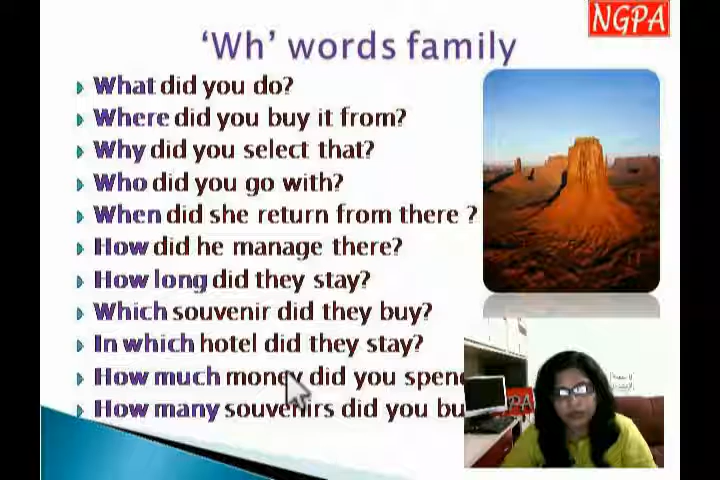 NGPA
‘Wh’ words family
What did you do?
Where did you buy it from?
Why did you select that?
Who did you go with?
When did she return from there ?
How did he manage there?
How long did they stay?
Which souvenir did they buy?
In which hotel did they stay?
How much money did you spen
How many souvenirs did you bu
NGPA